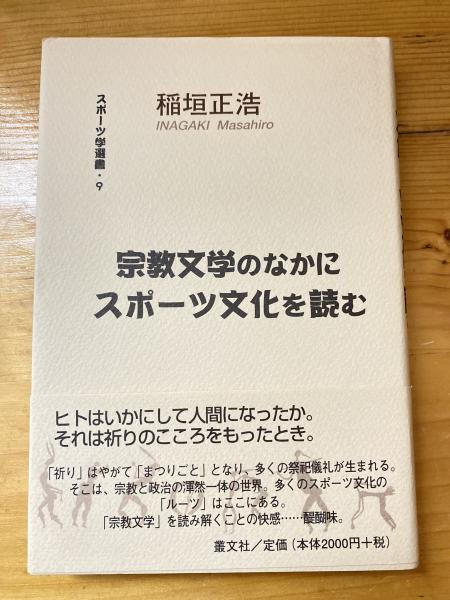 稲垣正浩
INAGAKI Masahiro
スポーツ学選書・9
宗教文学のなかに
スポーツ文化を読む
ヒトはいかにして人間になったか。
それは祈りのこころをもったとき。
「祈り」はやがて「まつりごと」となり、多くの祭祀儀礼が生まれる。
そこは、宗教と政治の渾然一体の世界。多くのスポーツ文化の
「ルーツ」はここにある。
「宗教文学」を読み解くことの快感……醍醐味。
叢文社／定価（本体2000円＋税）